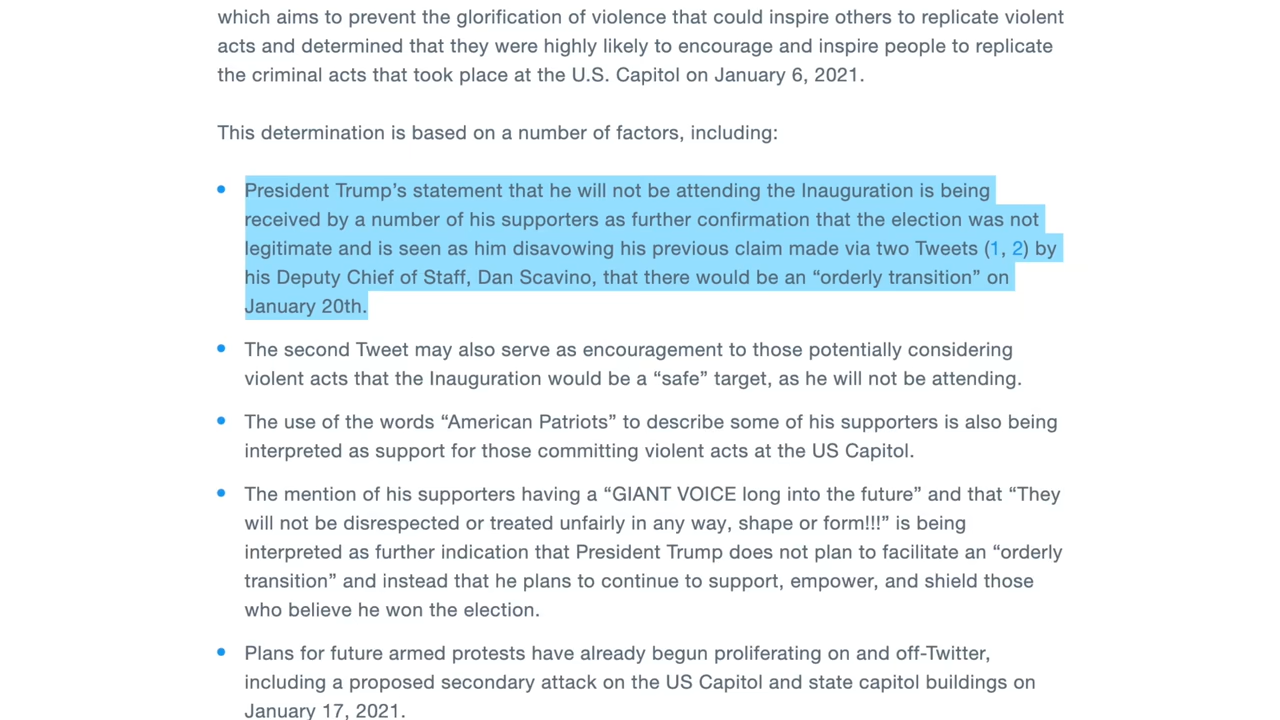 which aims to prevent the glorification of violence that could inspire others to replicate violent
acts and determined that they were highly likely to encourage and inspire people to replicate
the criminal acts that took place at the U.S. Capitol on January 6, 2021.
This determination is based on a number of factors, including:
President Trump’s statement that he will not be attending the Inauguration is being
received by a number of his supporters as further confirmation that the election was not
legitimate and is seen as him disavowing his previous claim made via two Tweets (1, 2) by
his Deputy Chief of Staff, Dan Scavino, that there would be an “orderly transition” on
January 20th.
The second Tweet may also serve as encouragement to those potentially considering
violent acts that the Inauguration would be a “safe” target, as he will not be attending.
The use of the words “American Patriots” to describe some of his supporters is also being
interpreted as support for those committing violent acts at the US Capitol.
The mention of his supporters having a “GIANT VOICE long into the future” and that “They
will not be disrespected or treated unfairly in any way, shape or form!!!” is being
interpreted as further indication that President Trump does not plan to facilitate an “orderly
transition” and instead that he plans to continue to support, empower, and shield those
who believe he won the election.
Plans for future armed protests have already begun proliferating on and off-Twitter,
including a proposed secondary attack on the US Capitol and state capitol buildings on
January 17, 2021.